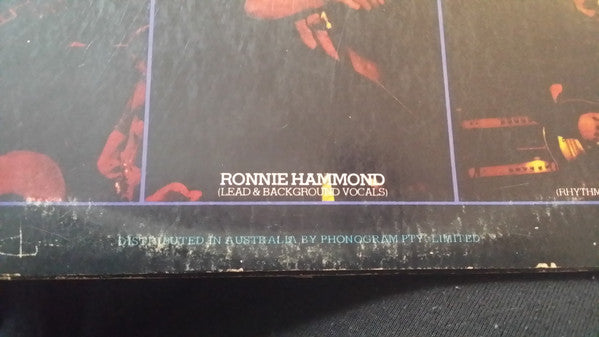 RONNIE HAMMOND
(LEAD & BACKGROUND VOCALS)
(RHYTHM
DISTRIBUTED IN AUSTRALIA BY PHONOGRAM PTY. LIMITED